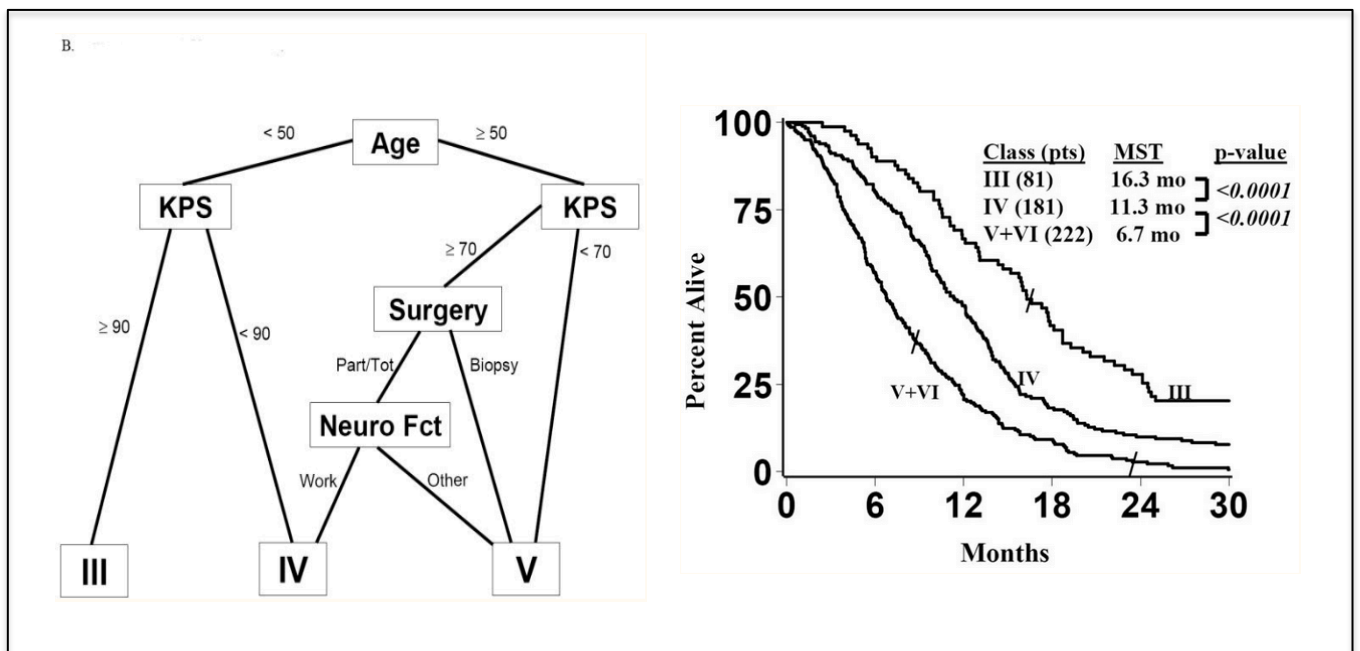 B.
Age
< 50
≥ 50
KPS
KPS
≥ 70
< 70
Surgery
≥ 90
< 90
Part/Tot
Biopsy
Neuro Fct
Work
Other
III
IV
V
Percent Alive
100
75
50
25
0
Class (pts) MST p-value
III (81) 16.3 mo <0.0001
IV (181) 11.3 mo <0.0001
V+VI (222) 6.7 mo
V+VI
IV
III
0 6 12 18 24 30
Months